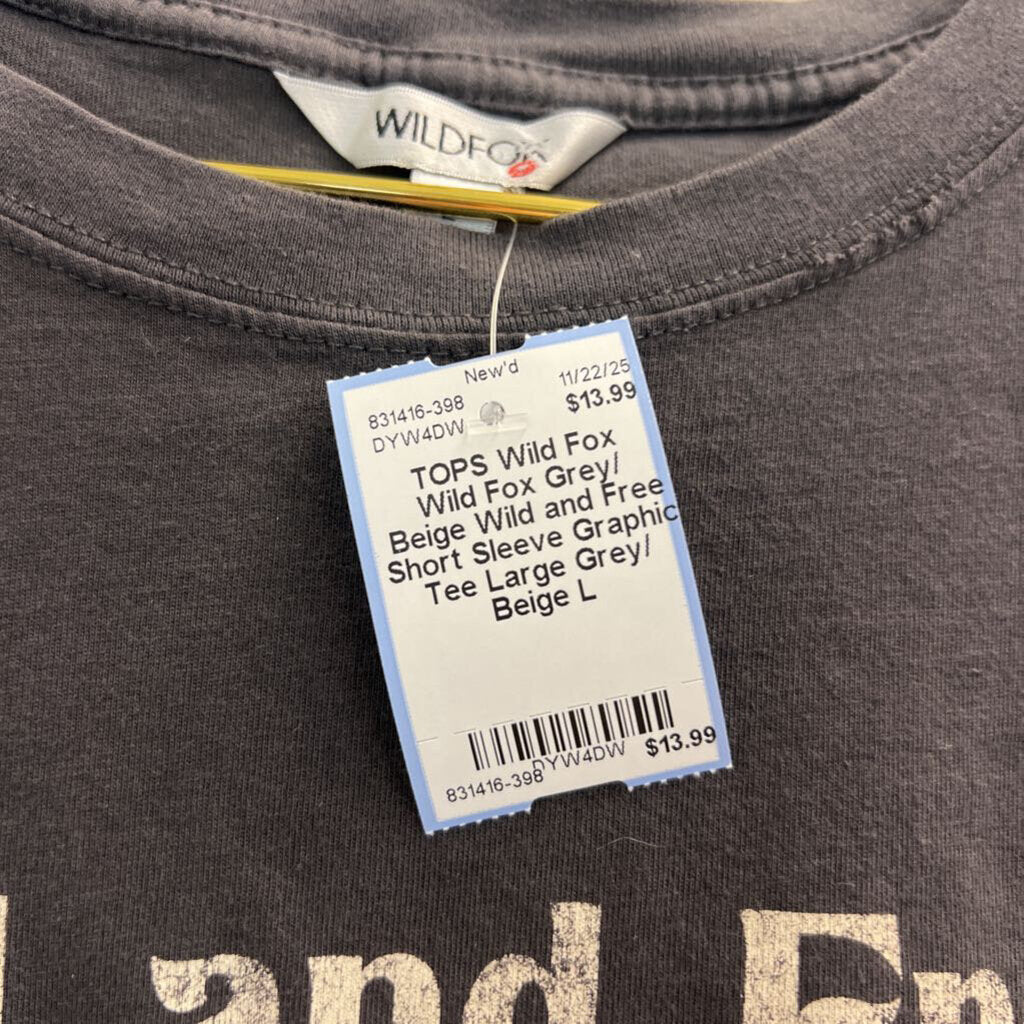 WILDFOX
New'd
11/22/25
831416-398
$13.99
DYW4DW
TOPS Wild Fox
Wild Fox Grey/
Beige Wild and Free
Short Sleeve Graphic
Tee Large Grey/
Beige L
DYW4DW
$13.99
831416-398
and